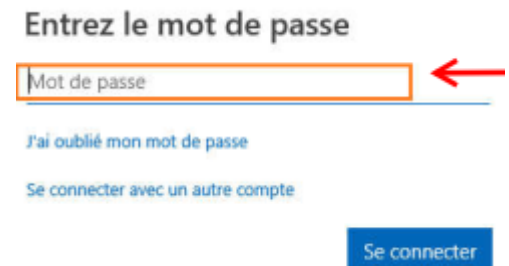 Entrez le mot de passe
Mot de passe
J'ai oublié mon mot de passe
Se connecter avec un autre compte
Se connecter